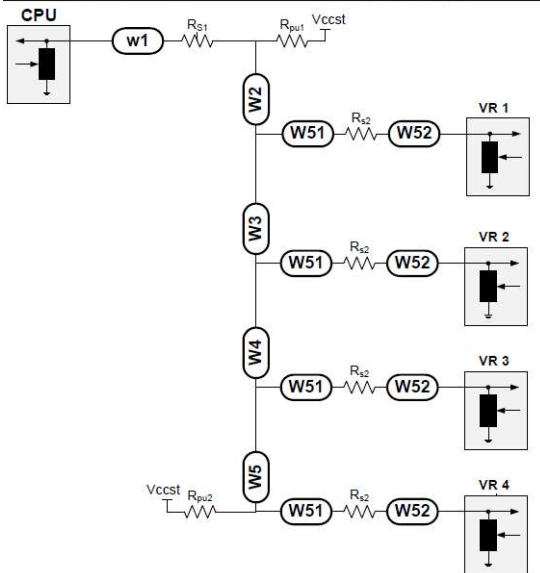 CPU
w1
RS1
Rpu1
Vccst
W2
VR 1
W51
Rs2
W52
W3
VR 2
W51
Rs2
W52
W4
VR 3
W51
Rs2
W52
W5
Vccst
Rpu2
VR 4
W51
Rs2
W52